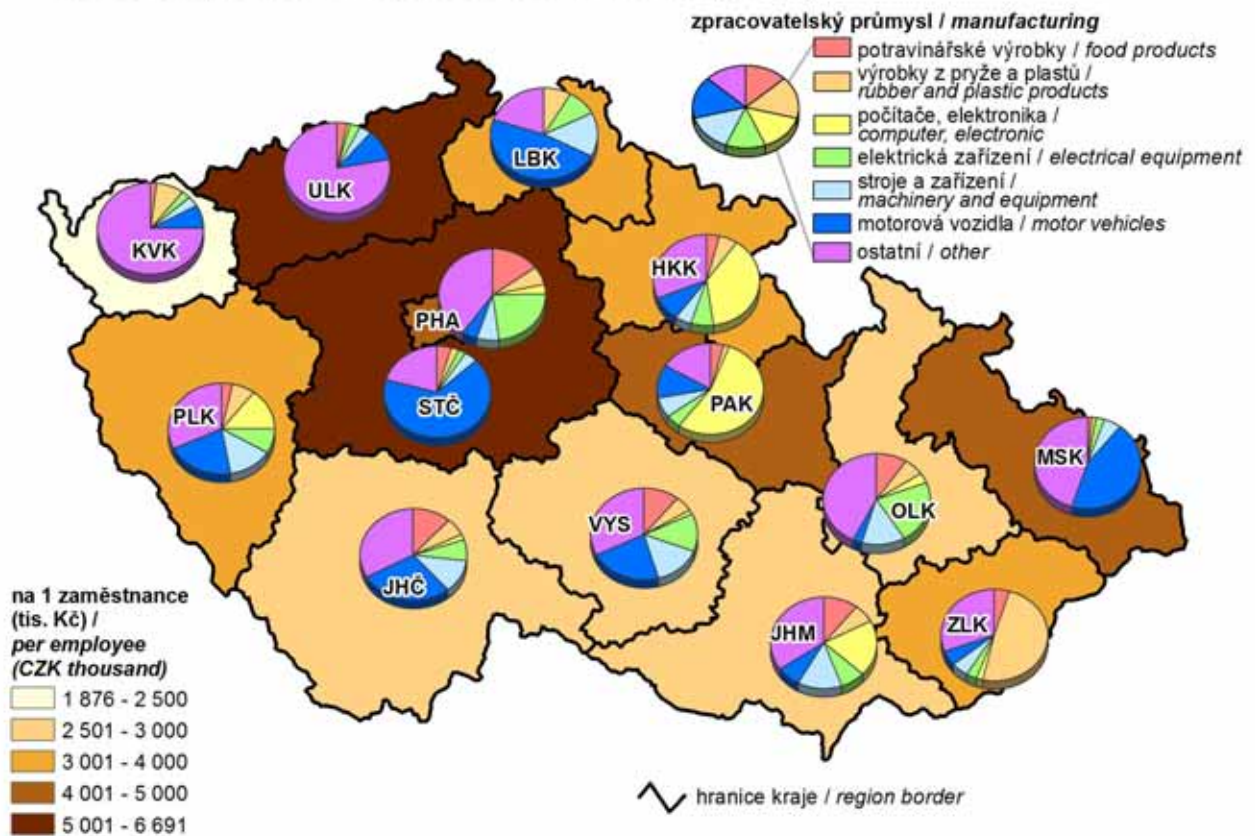 zpracovatelský průmysl / manufacturing
potravinářské výrobky / food products
výrobky z pryže a plastů /
rubber and plastic products
počítače, elektronika /
computer, electronic
elektrická zařízení / electrical equipment
stroje a zařízení /
machinery and equipment
motorová vozidla / motor vehicles
ostatní / other
LBK
ULK
KVK
HKK
PHA
STČ
PAK
PLK
MSK
OLK
VYS
JHČ
JHM
ZLK
na 1 zaměstnance
(tis. Kč) /
per employee
(CZK thousand)
1 876 - 2 500
2 501 - 3 000
3 001 - 4 000
4 001 - 5 000
5 001 - 6 691
hranice kraje / region border